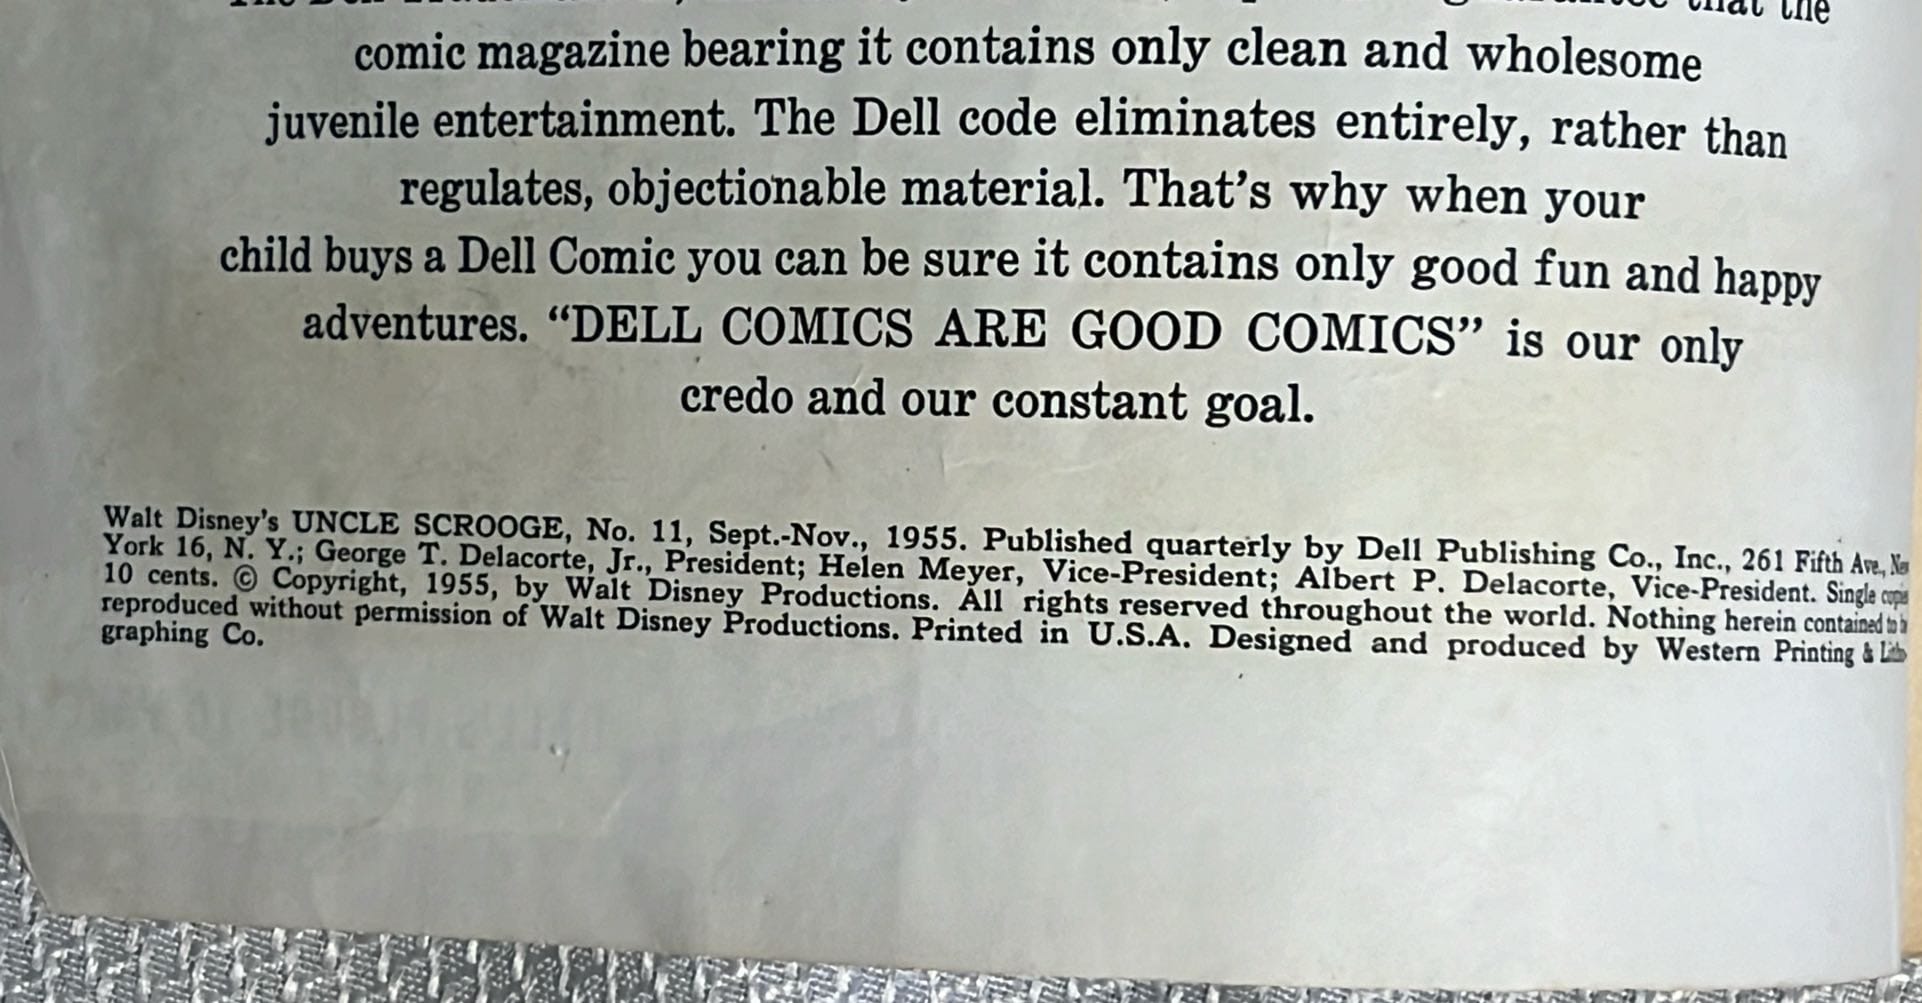 that the
comic magazine bearing it contains only clean and wholesome
juvenile entertainment. The Dell code eliminates entirely, rather than
regulates, objectionable material. That's why when your
child buys a Dell Comic you can be sure it contains only good fun and happy
adventures. “DELL COMICS ARE GOOD COMICS” is our only
credo and our constant goal.
Walt Disney's UNCLE SCROOGE, No. 11, Sept.-Nov., 1955. Published quarterly by Dell Publishing Co., Inc., 261 Fifth Ave., New
York 16, N. Y.; George T. Delacorte, Jr., President; Helen Meyer, Vice-President; Albert P. Delacorte, Vice-President. Single copies
10 cents. © Copyright, 1955, by Walt Disney Productions. All rights reserved throughout the world. Nothing herein contained to
reproduced without permission of Walt Disney Productions. Printed in U.S.A. Designed and produced by Western Printing & Litho-
graphing Co.